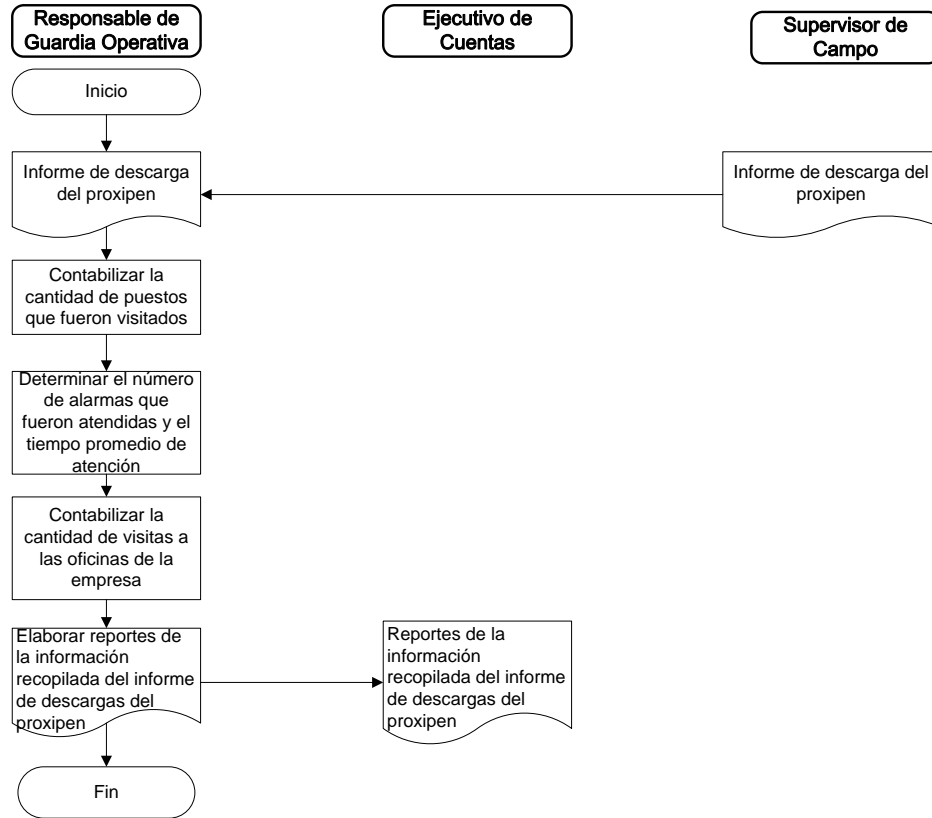 Responsable de
Guardia Operativa
Ejecutivo de
Cuentas
Supervisor de
Campo
Inicio
Informe de descarga
del proxipen
Informe de descarga del
proxipen
Contabilizar la
cantidad de puestos
que fueron visitados
Determinar el número
de alarmas que
fueron atendidas y el
tiempo promedio de
atención
Contabilizar la
cantidad de visitas a
las oficinas de la
empresa
Elaborar reportes de
la información
recopilada del informe
de descargas del
proxipen
Reportes de la
información
recopilada del informe
de descargas del
proxipen
Fin